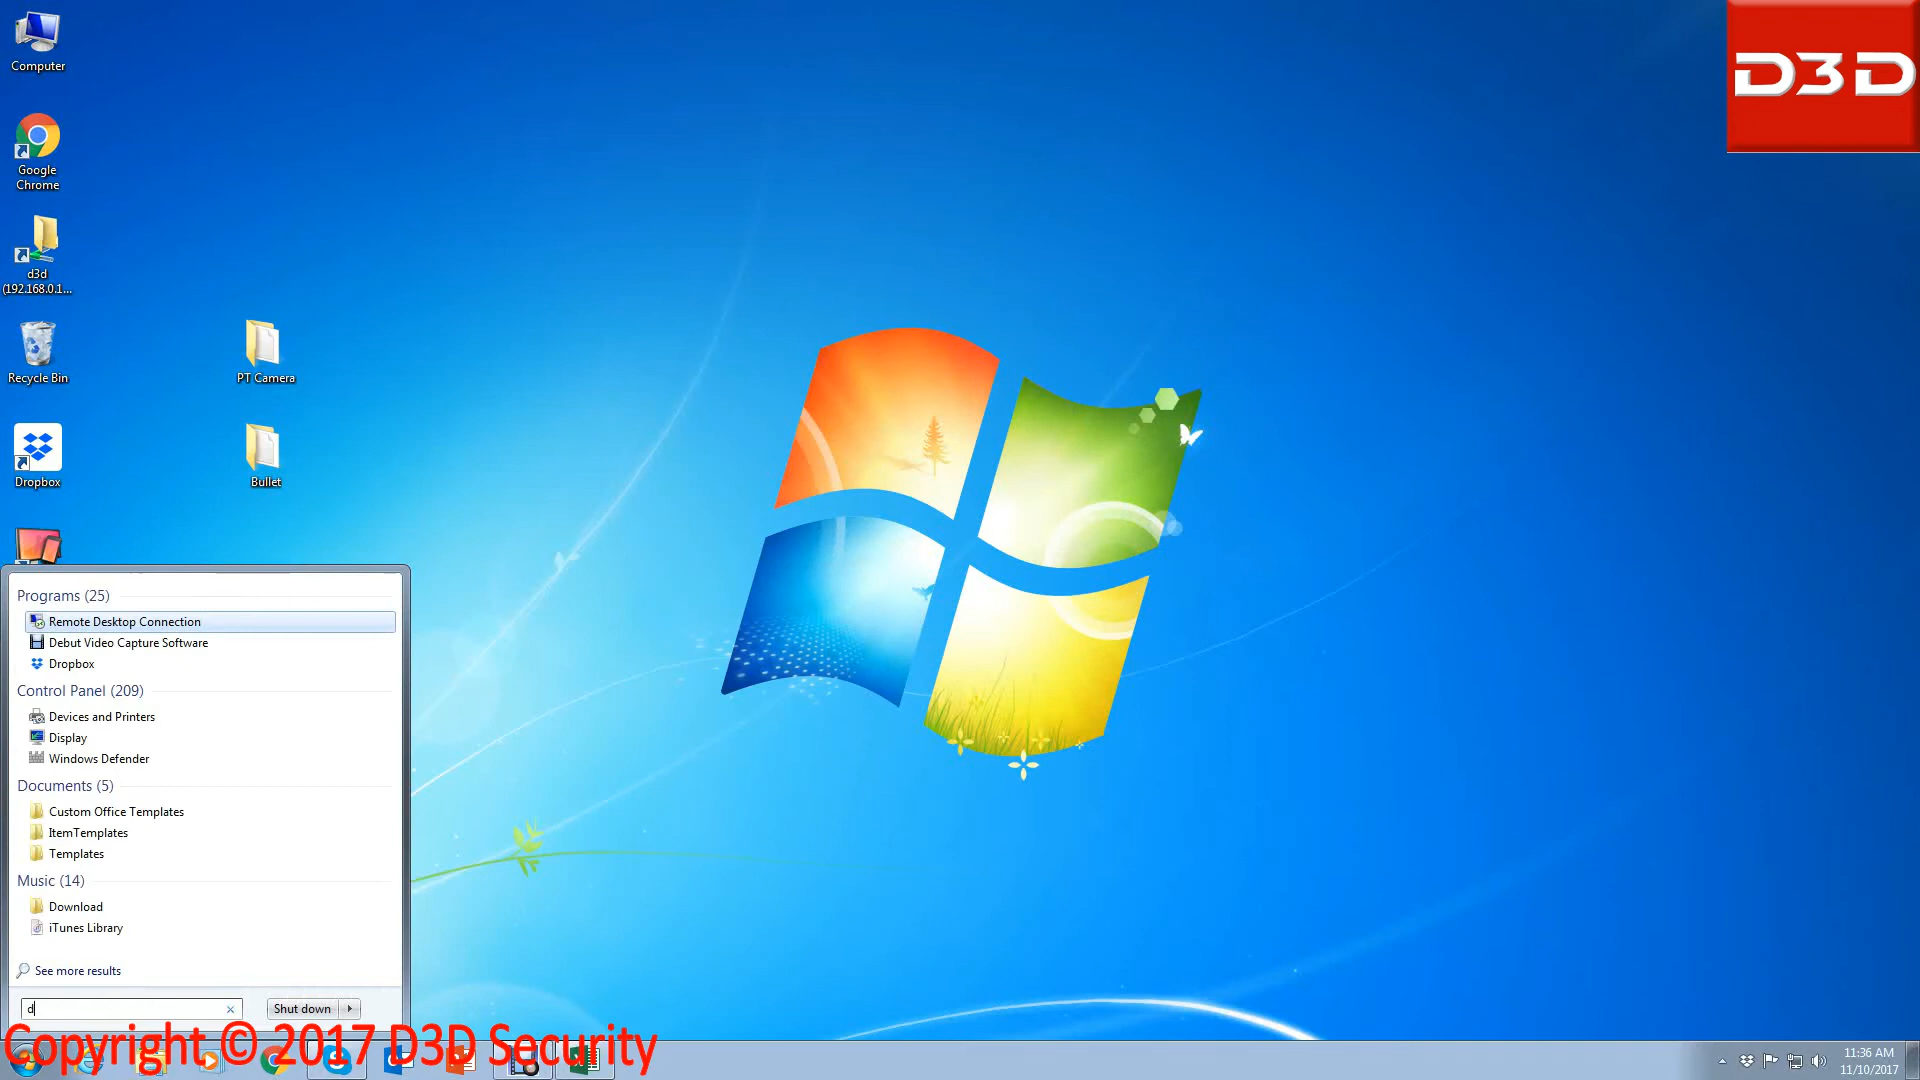 Computer
D3D
Google
Chrome
d3d
(192.168.0.1...
Recycle Bin
PT Camera
Dropbox
Bullet
Programs (25)
Remote Desktop Connection
Debut Video Capture Software
Dropbox
Control Panel (209)
Devices and Printers
Display
Windows Defender
Documents (5)
Custom Office Templates
ItemTemplates
Templates
Music (14)
Download
iTunes Library
See more results
d
Shut down
Copyright © 2017 D3D Security
11:36 AM
11/10/2017